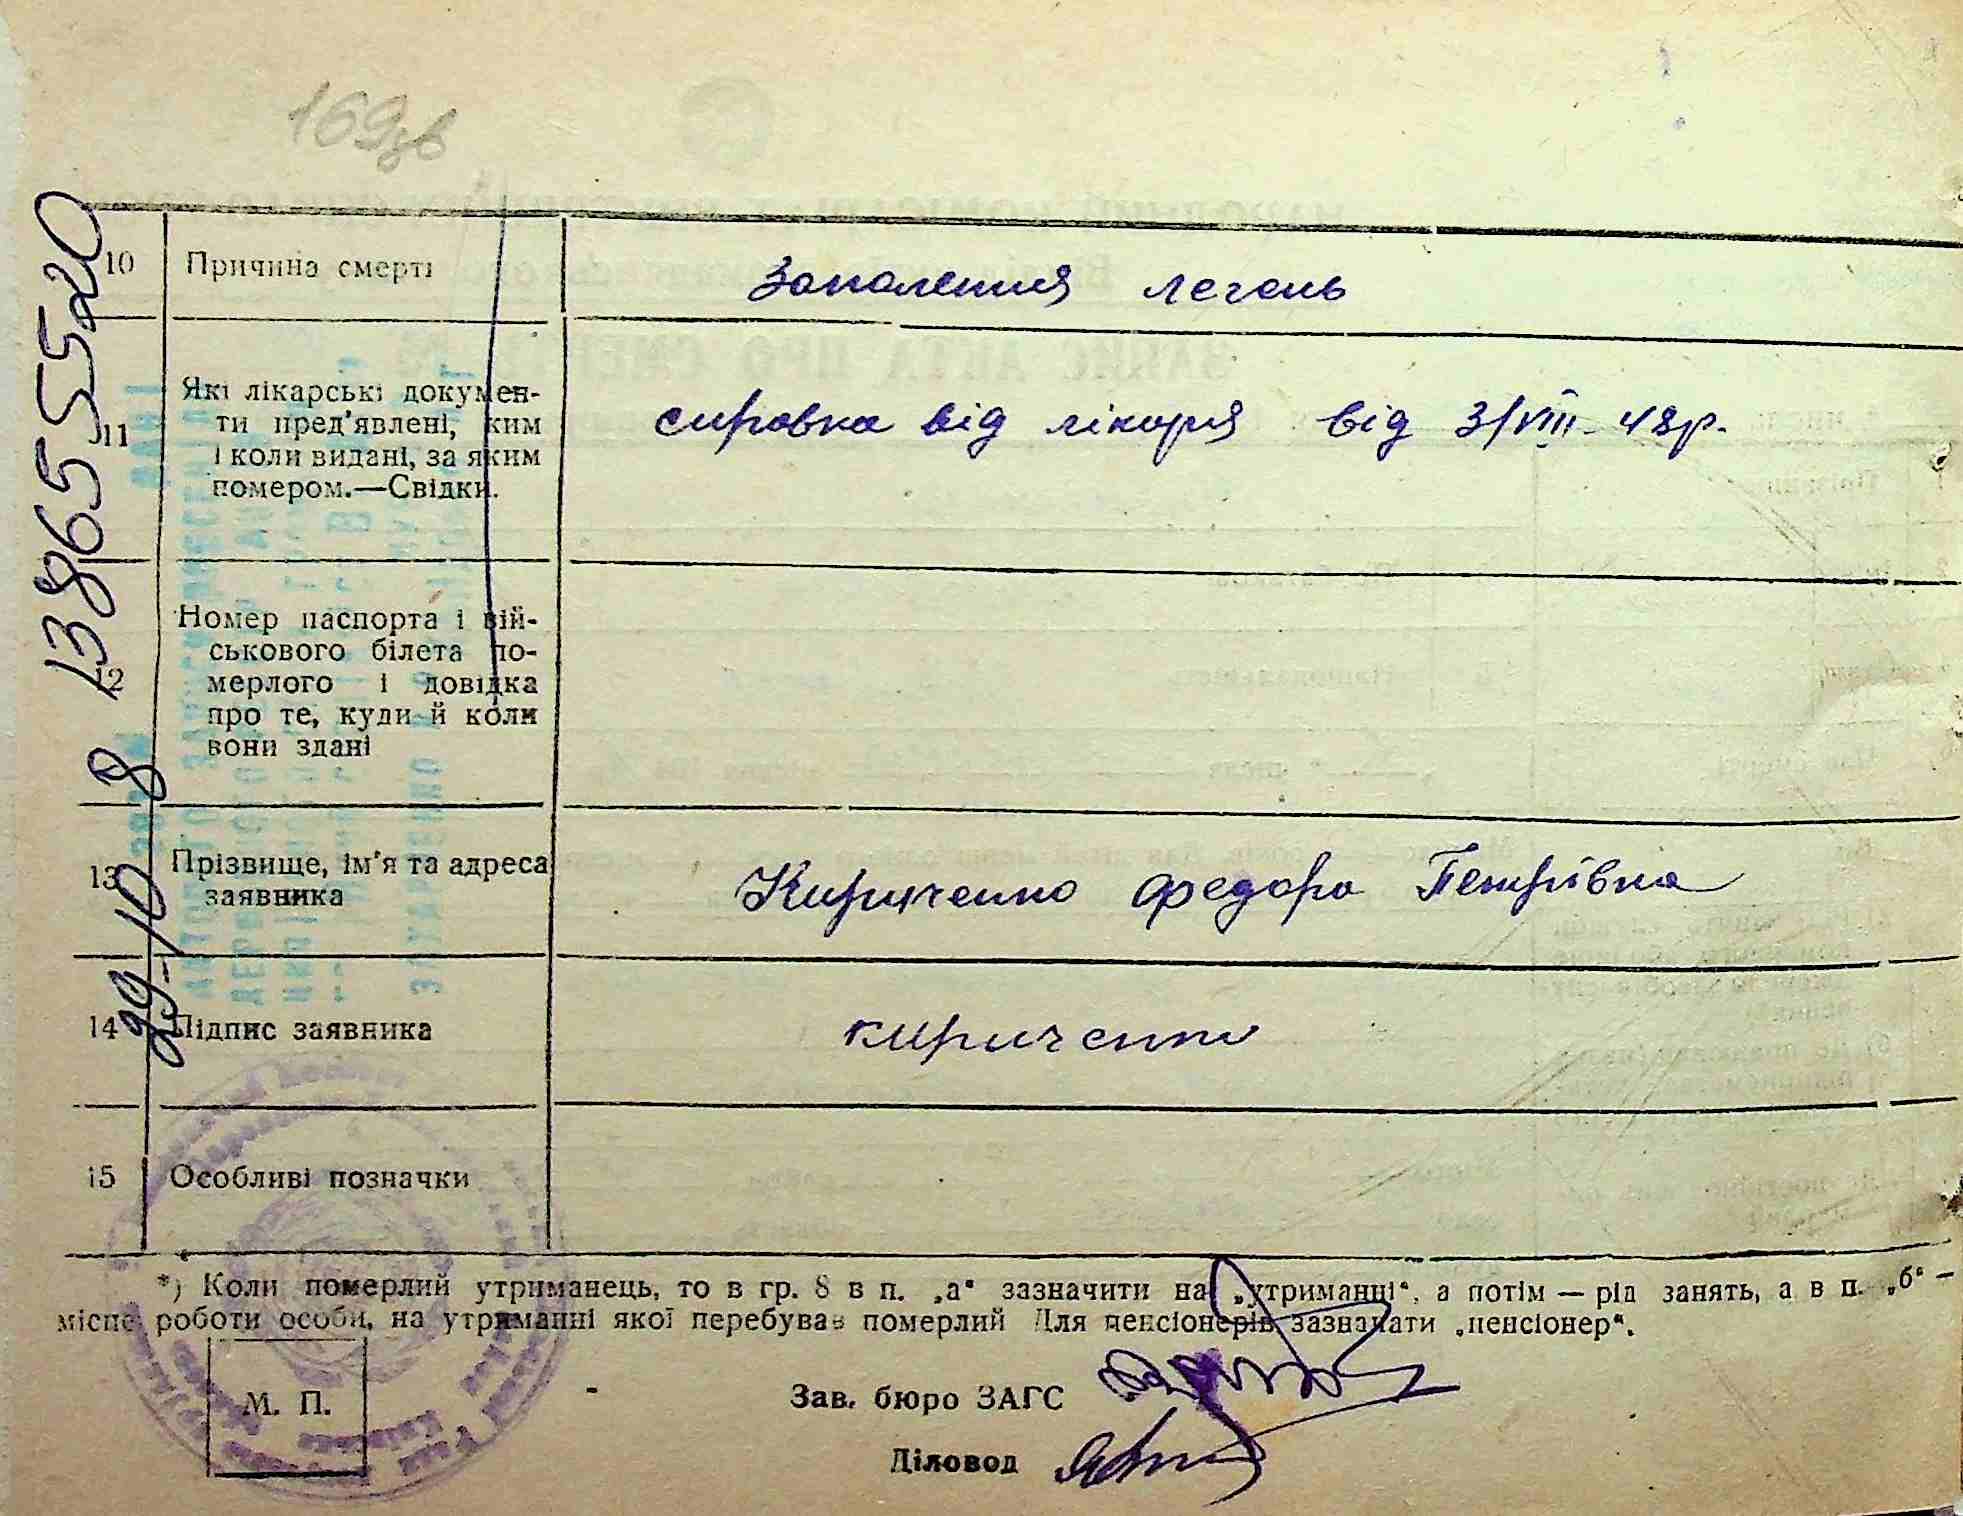 169зв
10 Причина смерті Запалення легень
11 Які лікарські докумен-
ти пред'явлені, ким
і коли видані, за яким
помером.—Свідки.
справка від лікаря від 3/VIII-48р.
12 Номер паспорта і вій-
ськового білета по-
мерлого і довідка
про те, куди й коли
вони здані
13 Прізвище, ім'я та адреса
заявника
Кириченко Федора Петрівна
14 Підпис заявника кириченко
15 Особливі позначки
*) Коли померлий утриманець, то в гр. 8 в п. „а" зазначити на „утриманні", а потім — рід занять, а в п. „б" —
місце роботи особи, на утриманні якої перебував померлий Для пенсіонерів зазначати „пенсіонер".
М. П.
Зав. бюро ЗАГС
Діловод
29-10 8 138655520